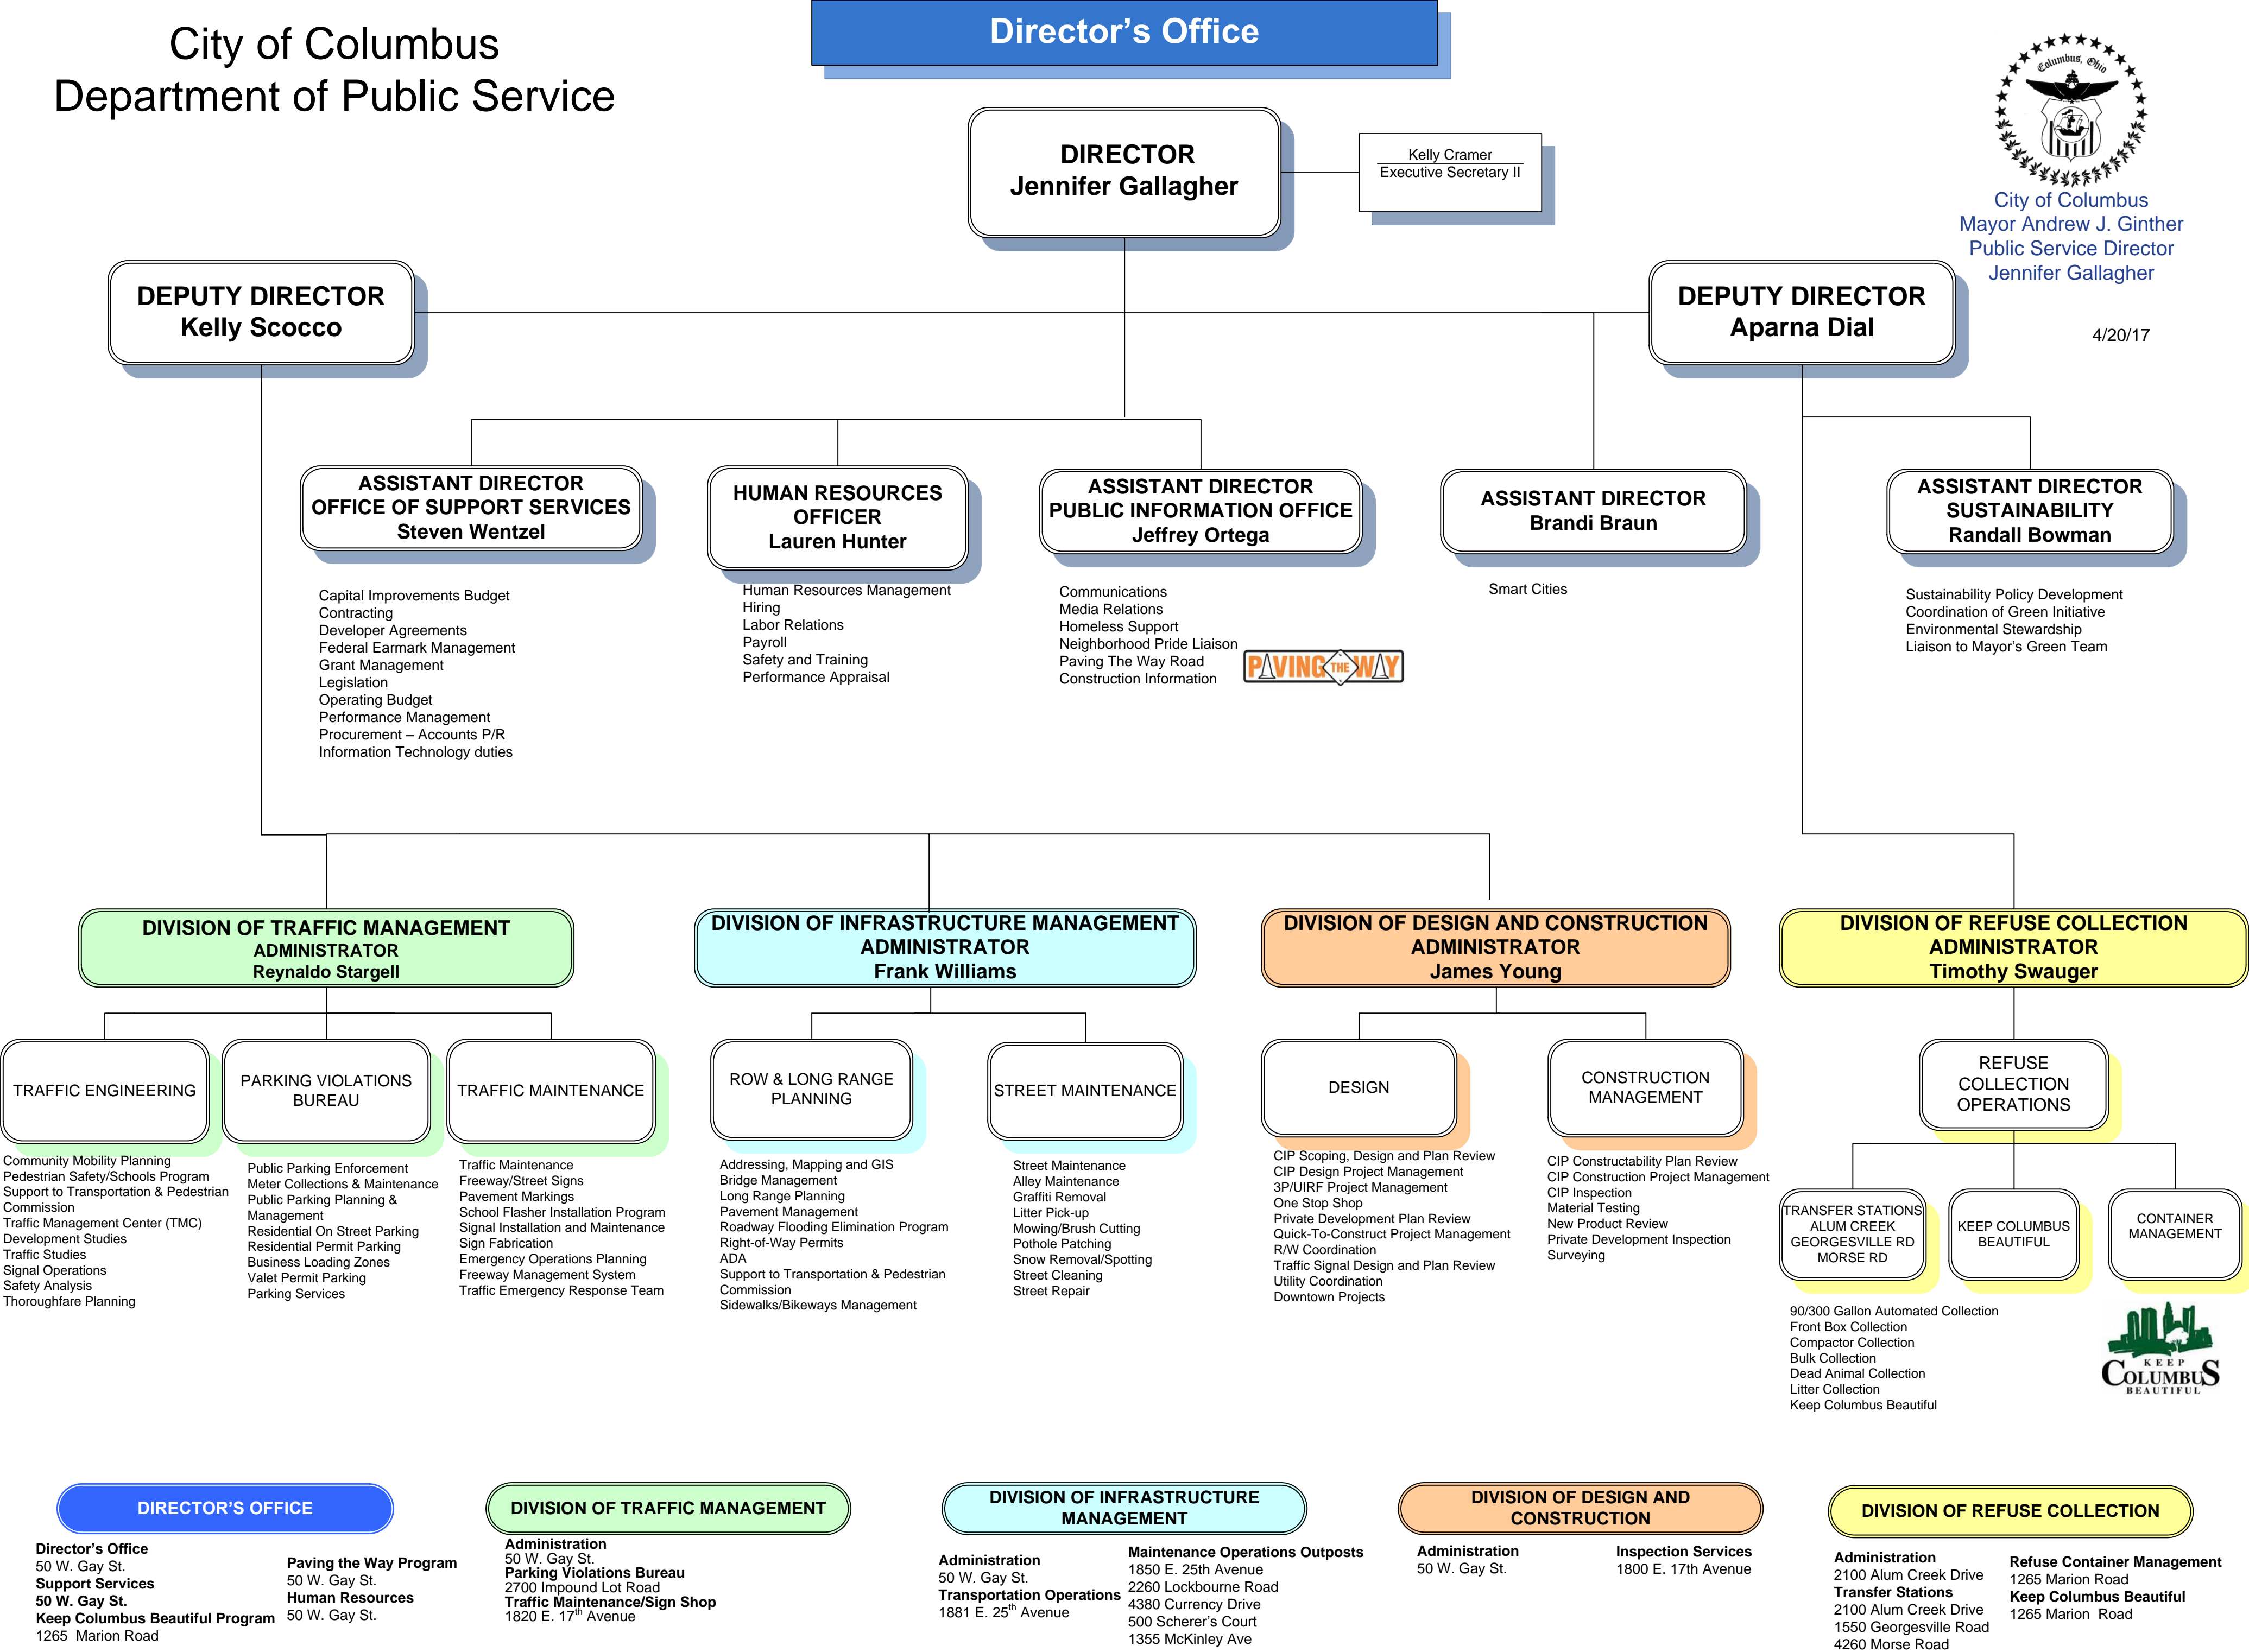 City of Columbus
Department of Public Service
Director's Office
Columbus, Ohio
City of Columbus
Mayor Andrew J. Ginther
Public Service Director
Jennifer Gallagher
4/20/17
DIRECTOR
Jennifer Gallagher
Kelly Cramer
Executive Secretary II
DEPUTY DIRECTOR
Kelly Scocco
DEPUTY DIRECTOR
Aparna Dial
ASSISTANT DIRECTOR
OFFICE OF SUPPORT SERVICES
Steven Wentzel
Capital Improvements Budget
Contracting
Developer Agreements
Federal Earmark Management
Grant Management
Legislation
Operating Budget
Performance Management
Procurement – Accounts P/R
Information Technology duties
HUMAN RESOURCES
OFFICER
Lauren Hunter
Human Resources Management
Hiring
Labor Relations
Payroll
Safety and Training
Performance Appraisal
ASSISTANT DIRECTOR
PUBLIC INFORMATION OFFICE
Jeffrey Ortega
Communications
Media Relations
Homeless Support
Neighborhood Pride Liaison
Paving The Way Road
Construction Information
PAVING THE WAY
ASSISTANT DIRECTOR
Brandi Braun
Smart Cities
ASSISTANT DIRECTOR
SUSTAINABILITY
Randall Bowman
Sustainability Policy Development
Coordination of Green Initiative
Environmental Stewardship
Liaison to Mayor's Green Team
DIVISION OF TRAFFIC MANAGEMENT
ADMINISTRATOR
Reynaldo Stargell
TRAFFIC ENGINEERING
Community Mobility Planning
Pedestrian Safety/Schools Program
Support to Transportation & Pedestrian
Commission
Traffic Management Center (TMC)
Development Studies
Traffic Studies
Signal Operations
Safety Analysis
Thoroughfare Planning
PARKING VIOLATIONS
BUREAU
Public Parking Enforcement
Meter Collections & Maintenance
Public Parking Planning &
Management
Residential On Street Parking
Residential Permit Parking
Business Loading Zones
Valet Permit Parking
Parking Services
TRAFFIC MAINTENANCE
Traffic Maintenance
Freeway/Street Signs
Pavement Markings
School Flasher Installation Program
Signal Installation and Maintenance
Sign Fabrication
Emergency Operations Planning
Freeway Management System
Traffic Emergency Response Team
DIVISION OF INFRASTRUCTURE MANAGEMENT
ADMINISTRATOR
Frank Williams
ROW & LONG RANGE
PLANNING
Addressing, Mapping and GIS
Bridge Management
Long Range Planning
Pavement Management
Roadway Flooding Elimination Program
Right-of-Way Permits
ADA
Support to Transportation & Pedestrian
Commission
Sidewalks/Bikeways Management
STREET MAINTENANCE
Street Maintenance
Alley Maintenance
Graffiti Removal
Litter Pick-up
Mowing/Brush Cutting
Pothole Patching
Snow Removal/Spotting
Street Cleaning
Street Repair
DIVISION OF DESIGN AND CONSTRUCTION
ADMINISTRATOR
James Young
DESIGN
CIP Scoping, Design and Plan Review
CIP Design Project Management
3P/UIRF Project Management
One Stop Shop
Private Development Plan Review
Quick-To-Construct Project Management
R/W Coordination
Traffic Signal Design and Plan Review
Utility Coordination
Downtown Projects
CONSTRUCTION
MANAGEMENT
CIP Constructability Plan Review
CIP Construction Project Management
CIP Inspection
Material Testing
New Product Review
Private Development Inspection
Surveying
DIVISION OF REFUSE COLLECTION
ADMINISTRATOR
Timothy Swauger
REFUSE
COLLECTION
OPERATIONS
TRANSFER STATIONS
ALUM CREEK
GEORGESVILLE RD
MORSE RD
KEEP COLUMBUS
BEAUTIFUL
CONTAINER
MANAGEMENT
90/300 Gallon Automated Collection
Front Box Collection
Compactor Collection
Bulk Collection
Dead Animal Collection
Litter Collection
Keep Columbus Beautiful
KEEP
COLUMBUS
BEAUTIFUL
DIRECTOR'S OFFICE
Director's Office
50 W. Gay St.
Support Services
50 W. Gay St.
Keep Columbus Beautiful Program
1265 Marion Road
Paving the Way Program
50 W. Gay St.
Human Resources
50 W. Gay St.
DIVISION OF TRAFFIC MANAGEMENT
Administration
50 W. Gay St.
Parking Violations Bureau
2700 Impound Lot Road
Traffic Maintenance/Sign Shop
1820 E. 17th Avenue
DIVISION OF INFRASTRUCTURE
MANAGEMENT
Administration
50 W. Gay St.
Transportation Operations
1881 E. 25th Avenue
Maintenance Operations Outposts
1850 E. 25th Avenue
2260 Lockbourne Road
4380 Currency Drive
500 Scherer's Court
1355 McKinley Ave
DIVISION OF DESIGN AND
CONSTRUCTION
Administration
50 W. Gay St.
Inspection Services
1800 E. 17th Avenue
DIVISION OF REFUSE COLLECTION
Administration
2100 Alum Creek Drive
Transfer Stations
2100 Alum Creek Drive
1550 Georgesville Road
4260 Morse Road
Refuse Container Management
1265 Marion Road
Keep Columbus Beautiful
1265 Marion Road